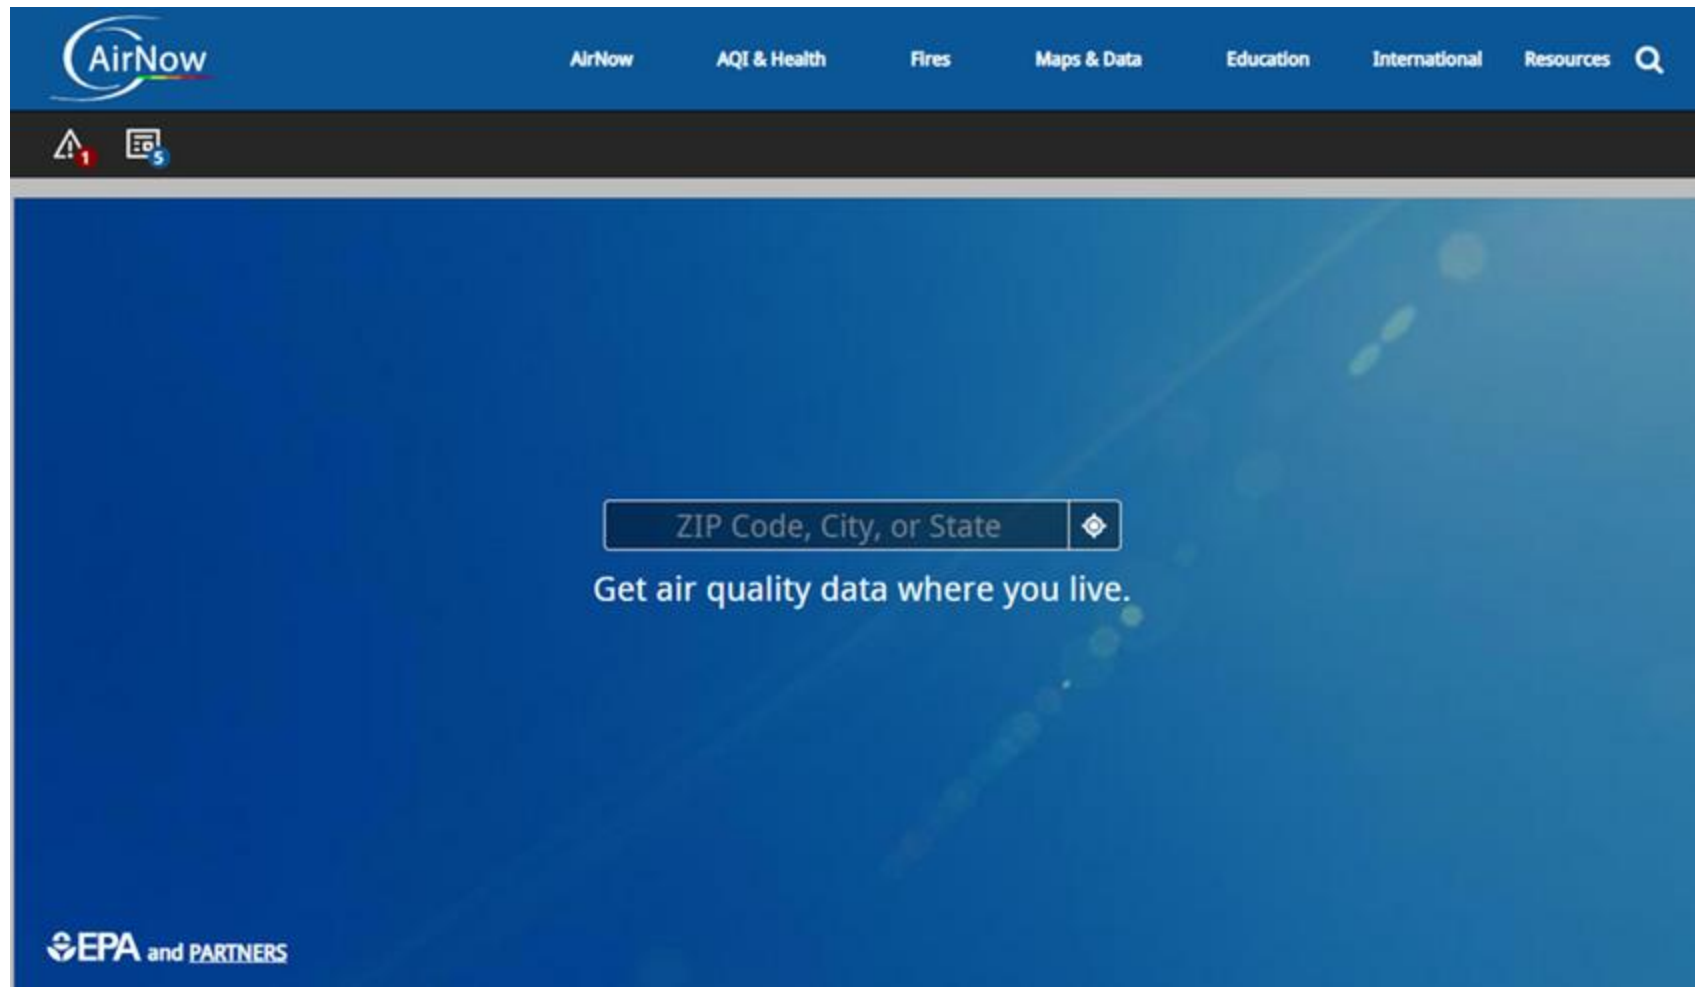 AirNow
AirNow AQI & Health Fires Maps & Data Education International Resources
1 5
ZIP Code, City, or State
Get air quality data where you live.
EPA and PARTNERS